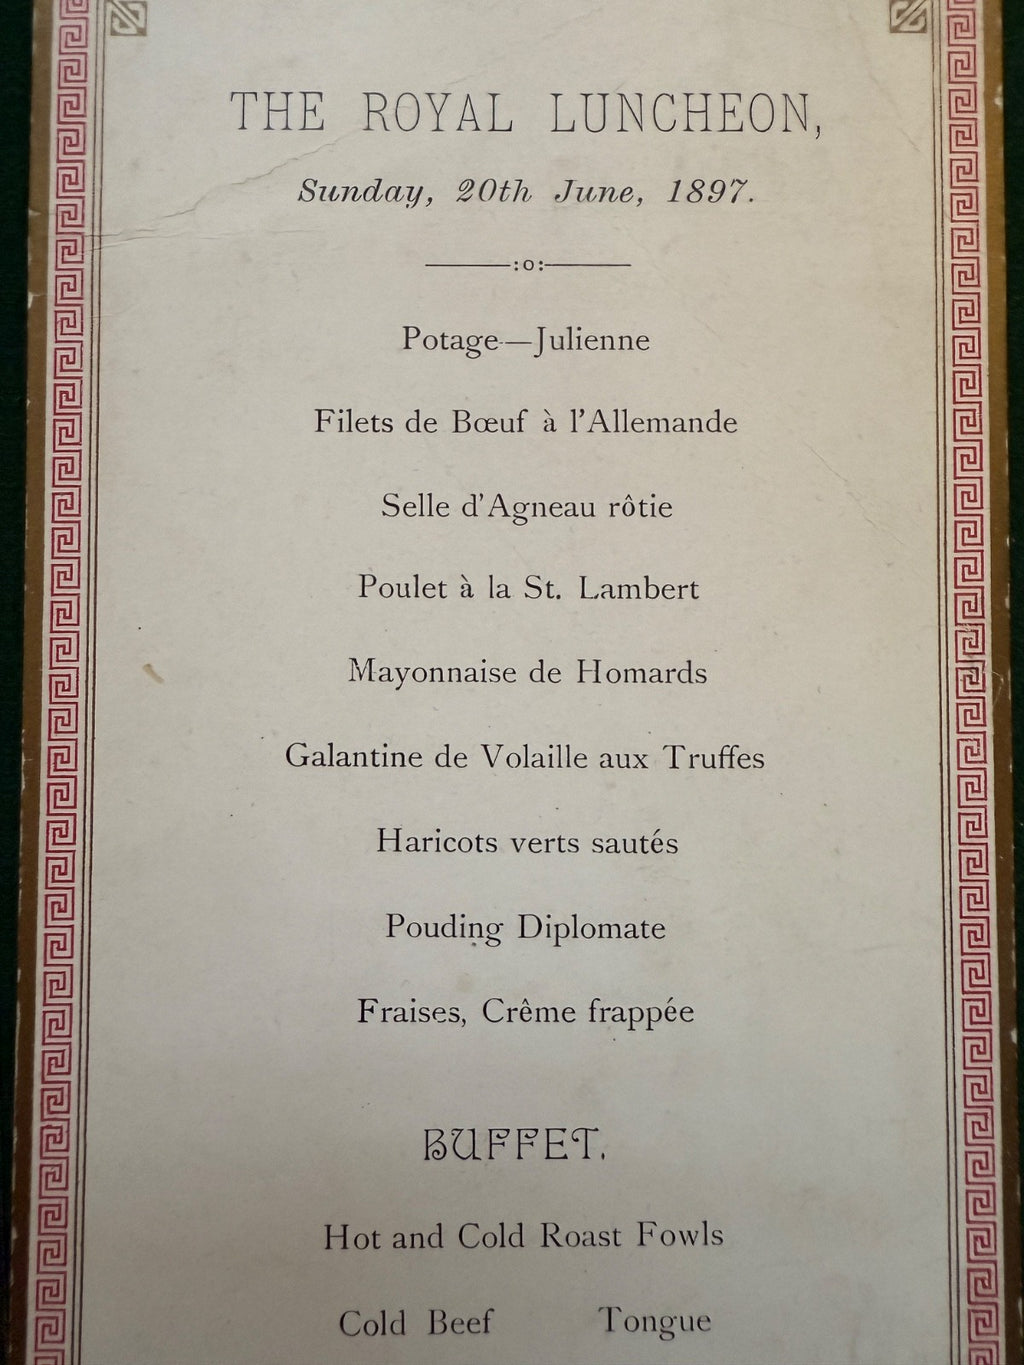 THE ROYAL LUNCHEON,
Sunday, 20th June, 1897.
Potage—Julienne
Filets de Bœuf à l'Allemande
Selle d'Agneau rôtie
Poulet à la St. Lambert
Mayonnaise de Homards
Galantine de Volaille aux Truffes
Haricots verts sautés
Pouding Diplomate
Fraises, Crême frappée
BUFFET.
Hot and Cold Roast Fowls
Cold Beef Tongue